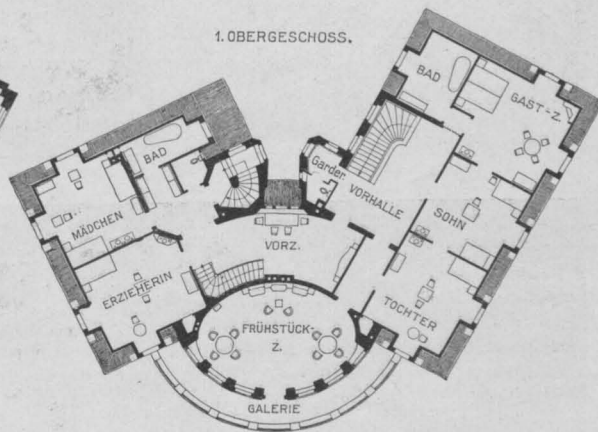 1. OBERGESCHOSS.
BAD
GAST-Z.
BAD
Garder.
MÄDCHEN
VORHALLE
SOHN
VORZ.
ERZIEHERIN
TOCHTER
FRÜHSTÜCK-
Z.
GALERIE